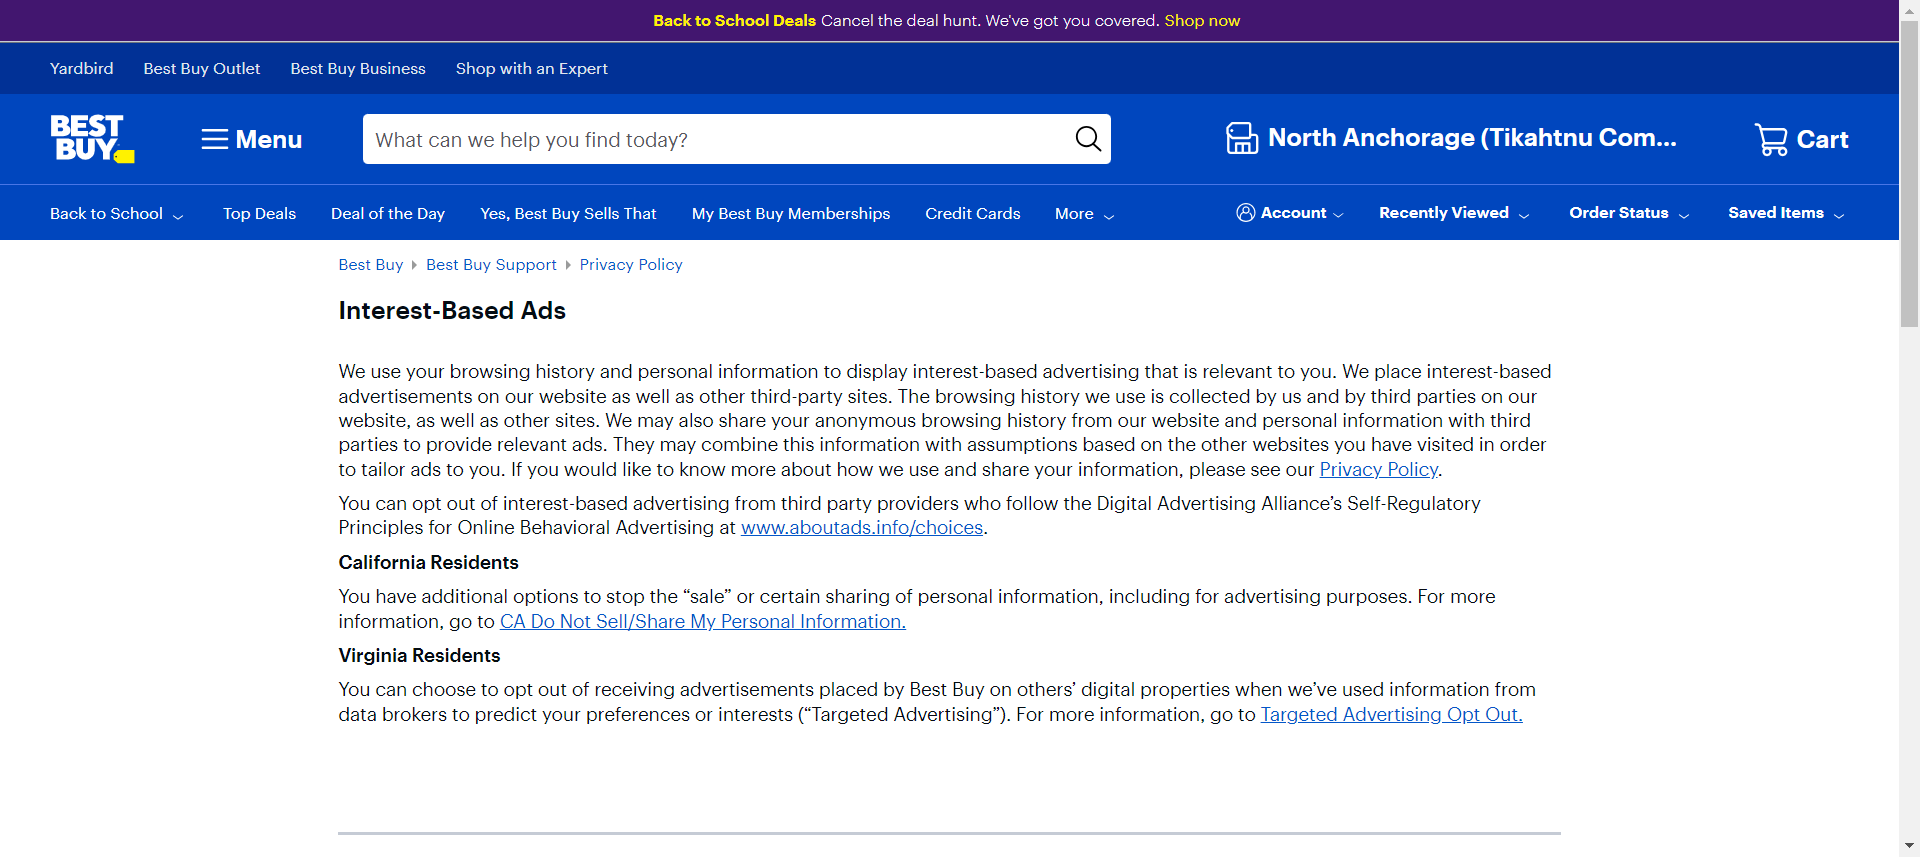 Back to School Deals Cancel the deal hunt. We've got you covered. Shop now
Yardbird Best Buy Outlet Best Buy Business Shop with an Expert
BEST BUY
Menu
What can we help you find today?
North Anchorage (Tikahtnu Com...
Cart
Back to School Top Deals Deal of the Day Yes, Best Buy Sells That My Best Buy Memberships Credit Cards More Account Recently Viewed Order Status Saved Items
Best Buy Best Buy Support Privacy Policy
Interest-Based Ads
We use your browsing history and personal information to display interest-based advertising that is relevant to you. We place interest-based
advertisements on our website as well as other third-party sites. The browsing history we use is collected by us and by third parties on our
website, as well as other sites. We may also share your anonymous browsing history from our website and personal information with third
parties to provide relevant ads. They may combine this information with assumptions based on the other websites you have visited in order
to tailor ads to you. If you would like to know more about how we use and share your information, please see our Privacy Policy.
You can opt out of interest-based advertising from third party providers who follow the Digital Advertising Alliance’s Self-Regulatory
Principles for Online Behavioral Advertising at www.aboutads.info/choices.
California Residents
You have additional options to stop the “sale” or certain sharing of personal information, including for advertising purposes. For more
information, go to CA Do Not Sell/Share My Personal Information.
Virginia Residents
You can choose to opt out of receiving advertisements placed by Best Buy on others’ digital properties when we’ve used information from
data brokers to predict your preferences or interests (“Targeted Advertising”). For more information, go to Targeted Advertising Opt Out.